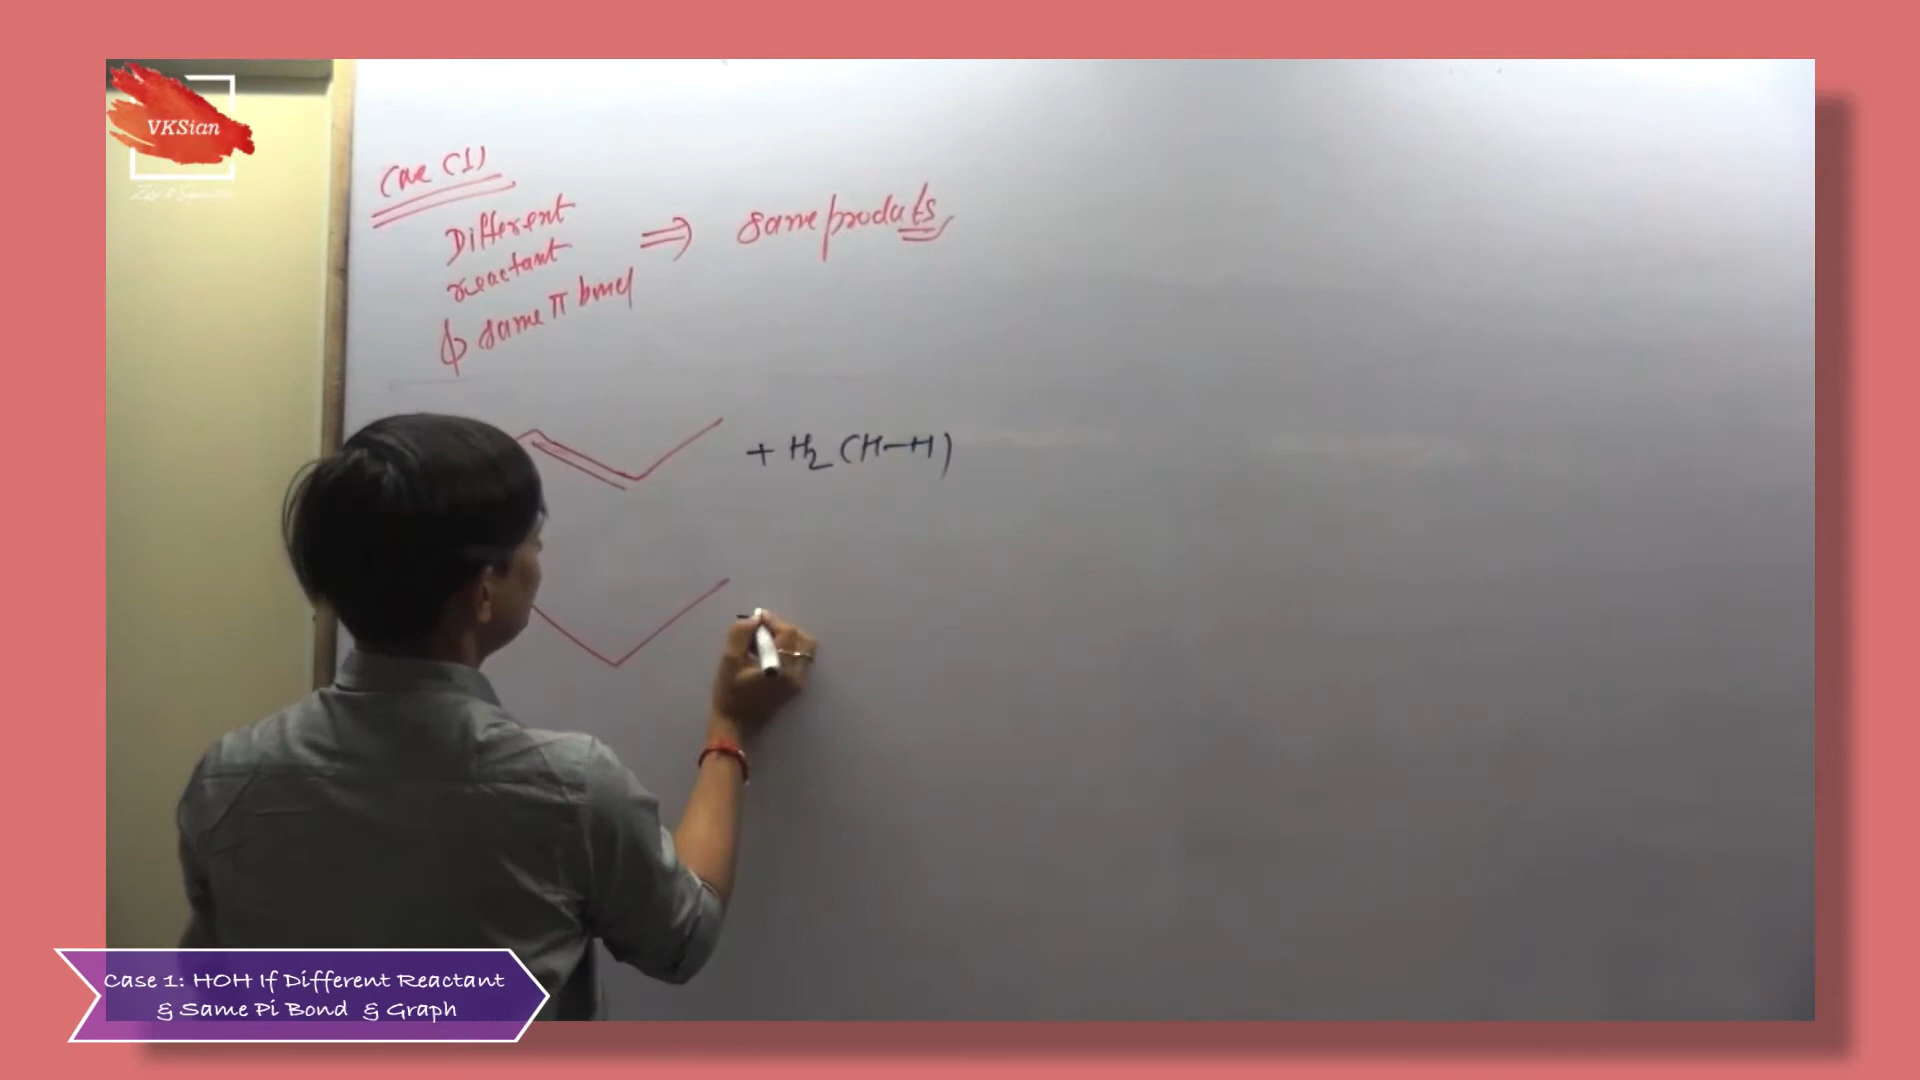 VKSian
Case (1)
Different
reactant ⇒ same products
& same π bond
+ H2 (H-H)
Case 1: HOH If Different Reactant
& Same Pi Bond & Graph